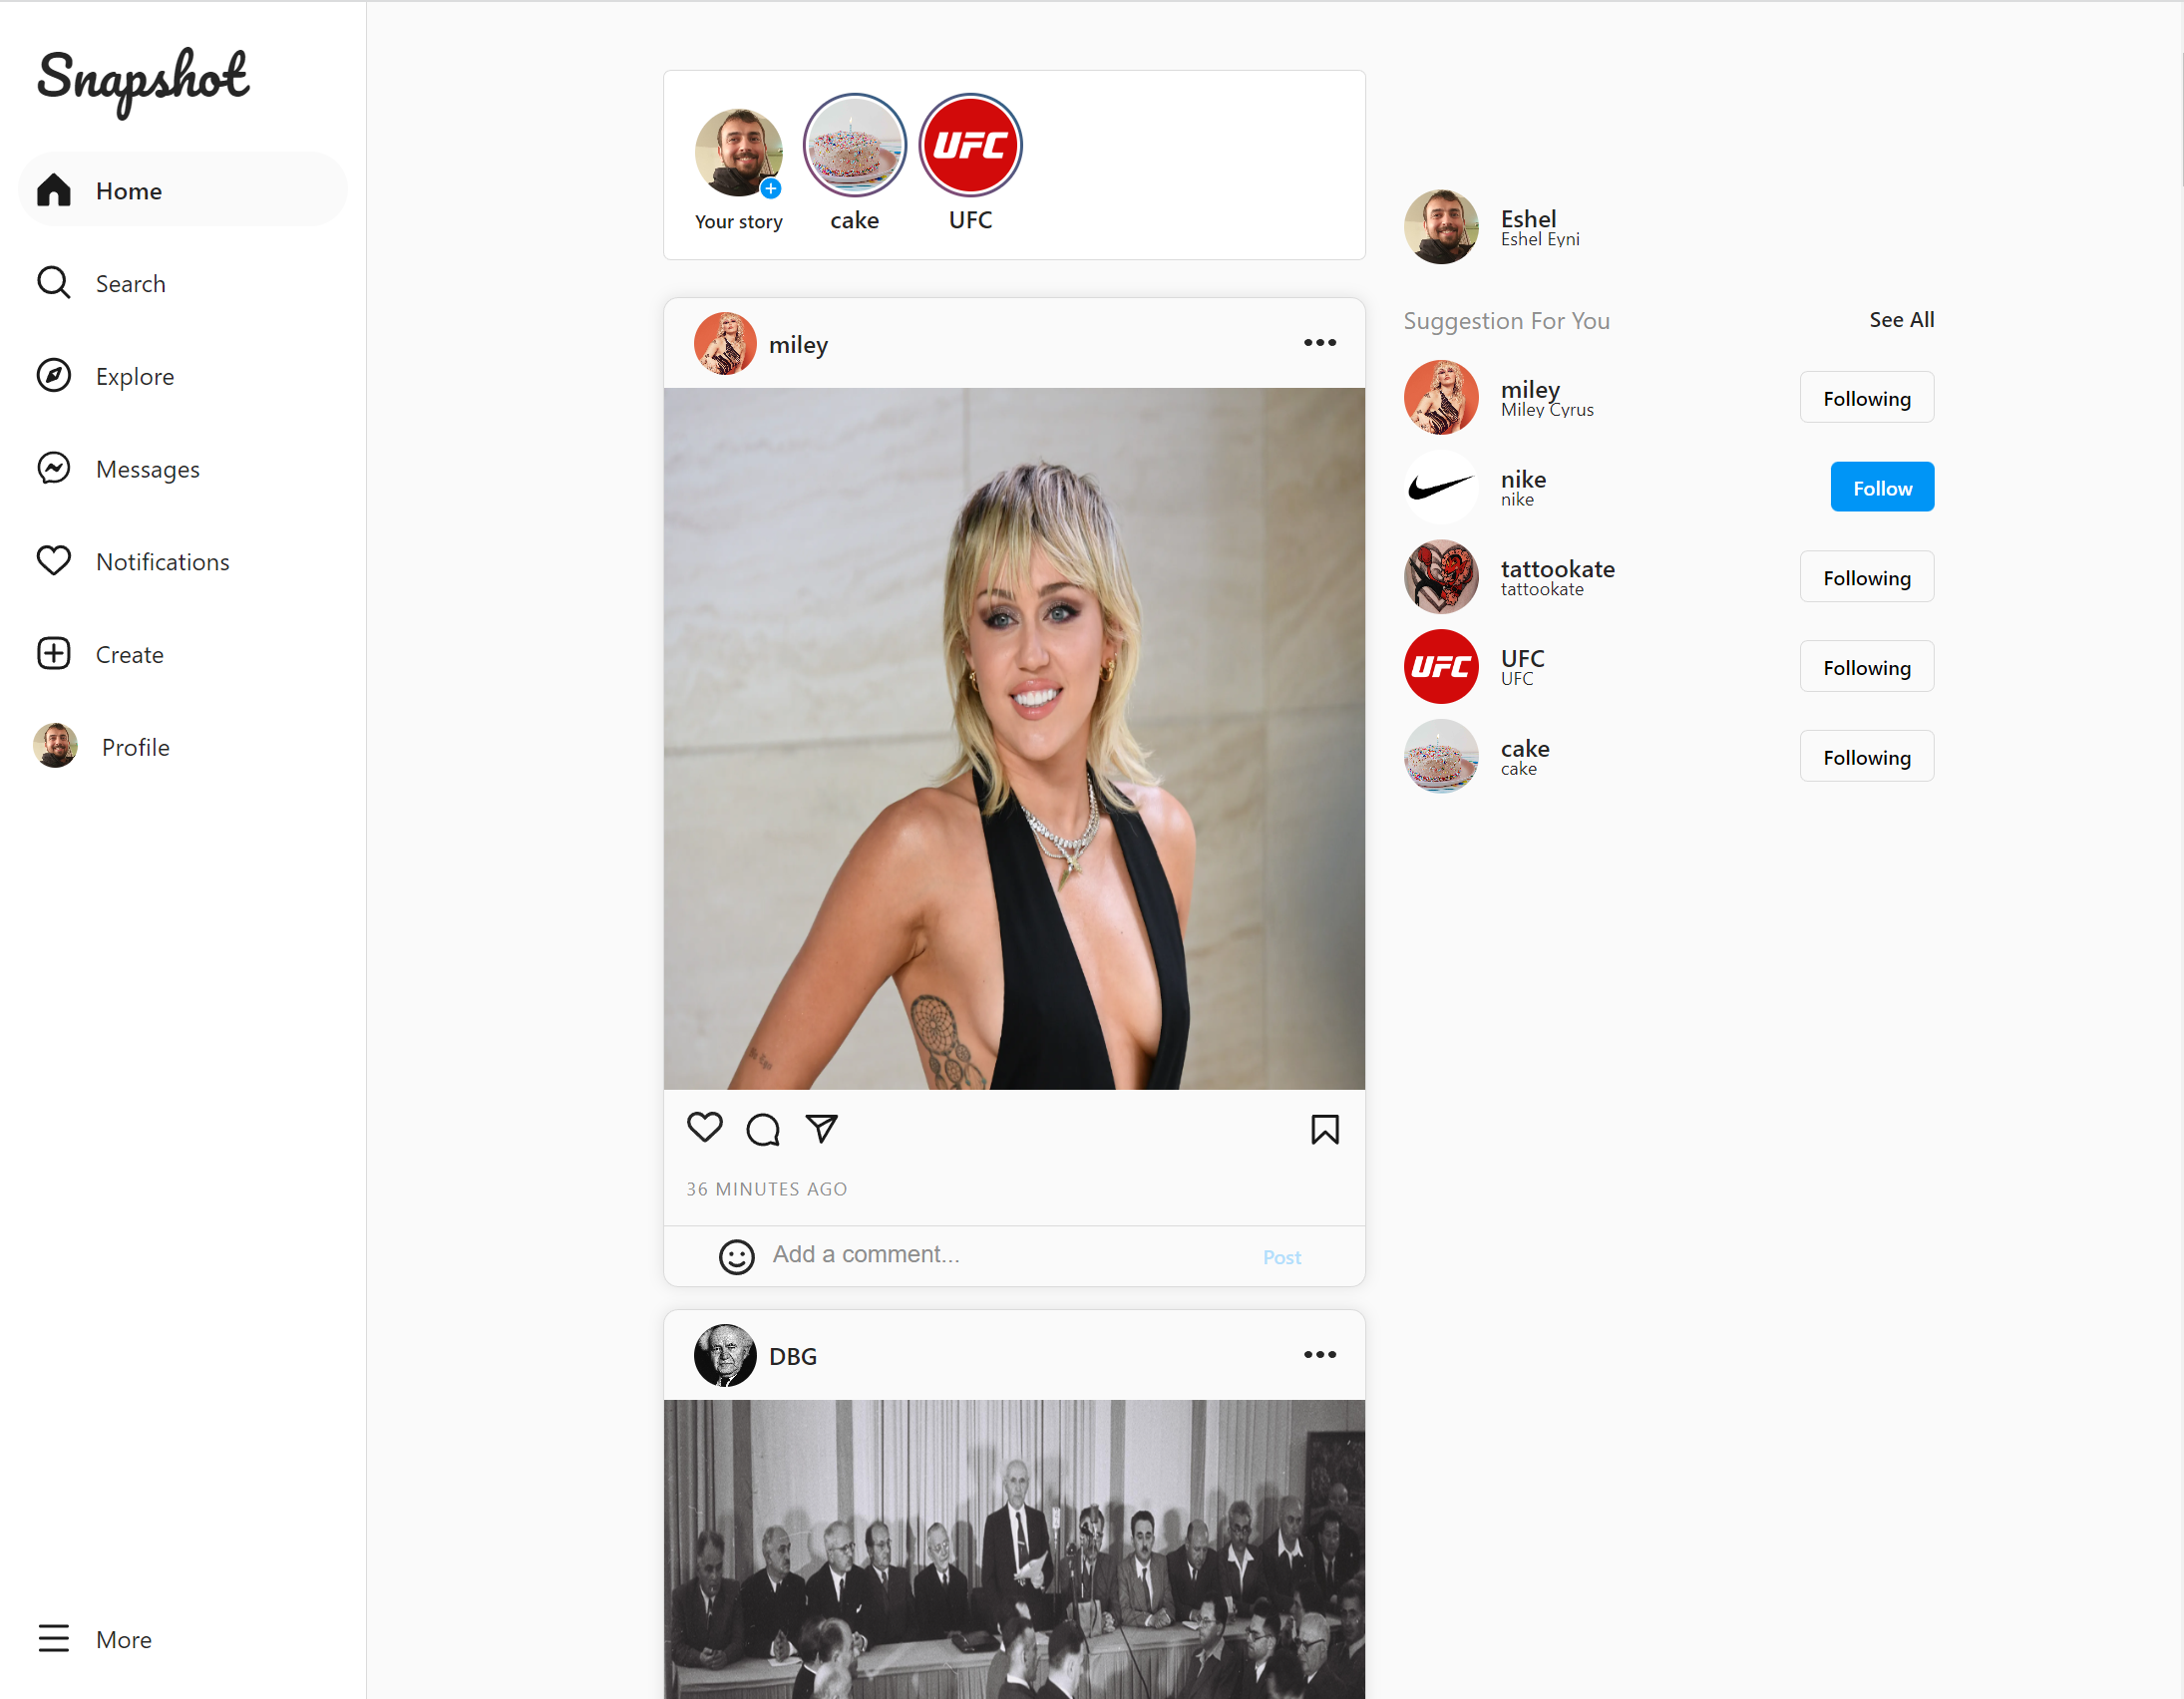 Snapshot
Home
Search
Explore
Messages
Notifications
Create
Profile
More
Your story
cake
UFC
UFC
miley
36 MINUTES AGO
Add a comment...
Post
DBG
Eshel
Eshel Eyni
Suggestion For You
See All
miley
Miley Cyrus
Following
nike
nike
Follow
tattookate
tattookate
Following
UFC
UFC
UFC
Following
cake
cake
Following